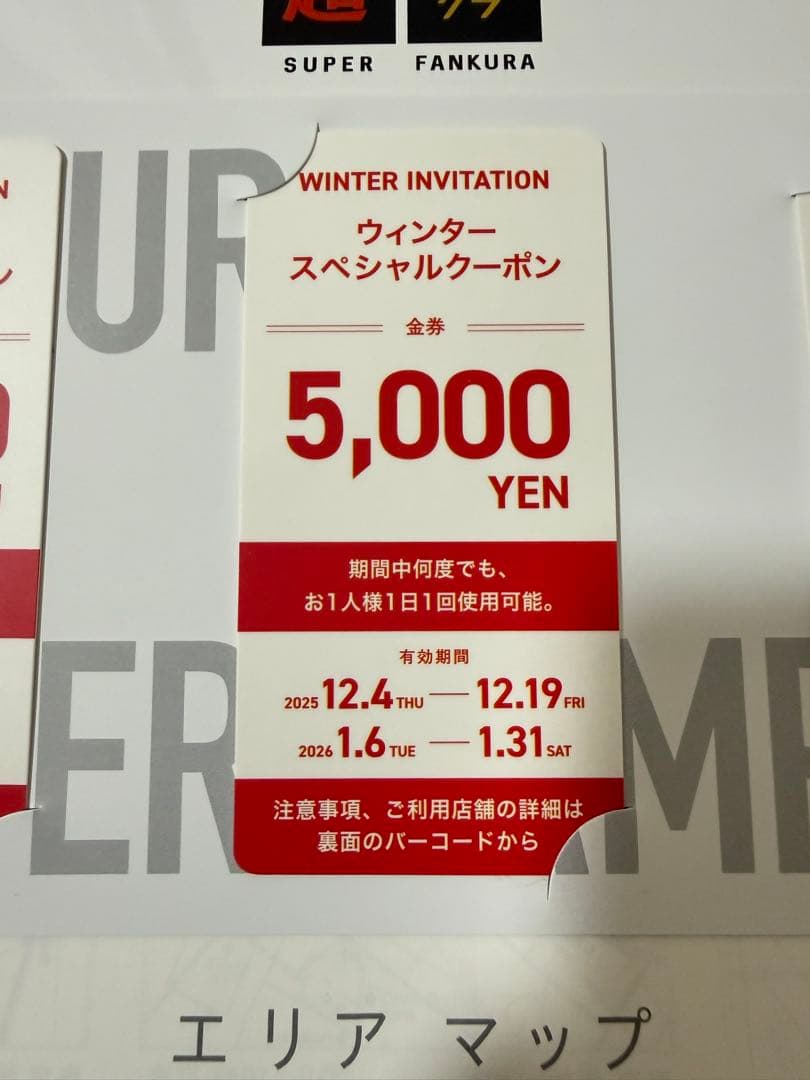 超
SUPER FANKURA
WINTER INVITATION
ウィンター
スペシャルクーポン
金券
5,000
YEN
期間中何度でも、
お1人様1日1回使用可能。
有効期間
2025 12.4 THU — 12.19 FRI
2026 1.6 TUE — 1.31 SAT
注意事項、ご利用店舗の詳細は
裏面のバーコードから
エリア マップ